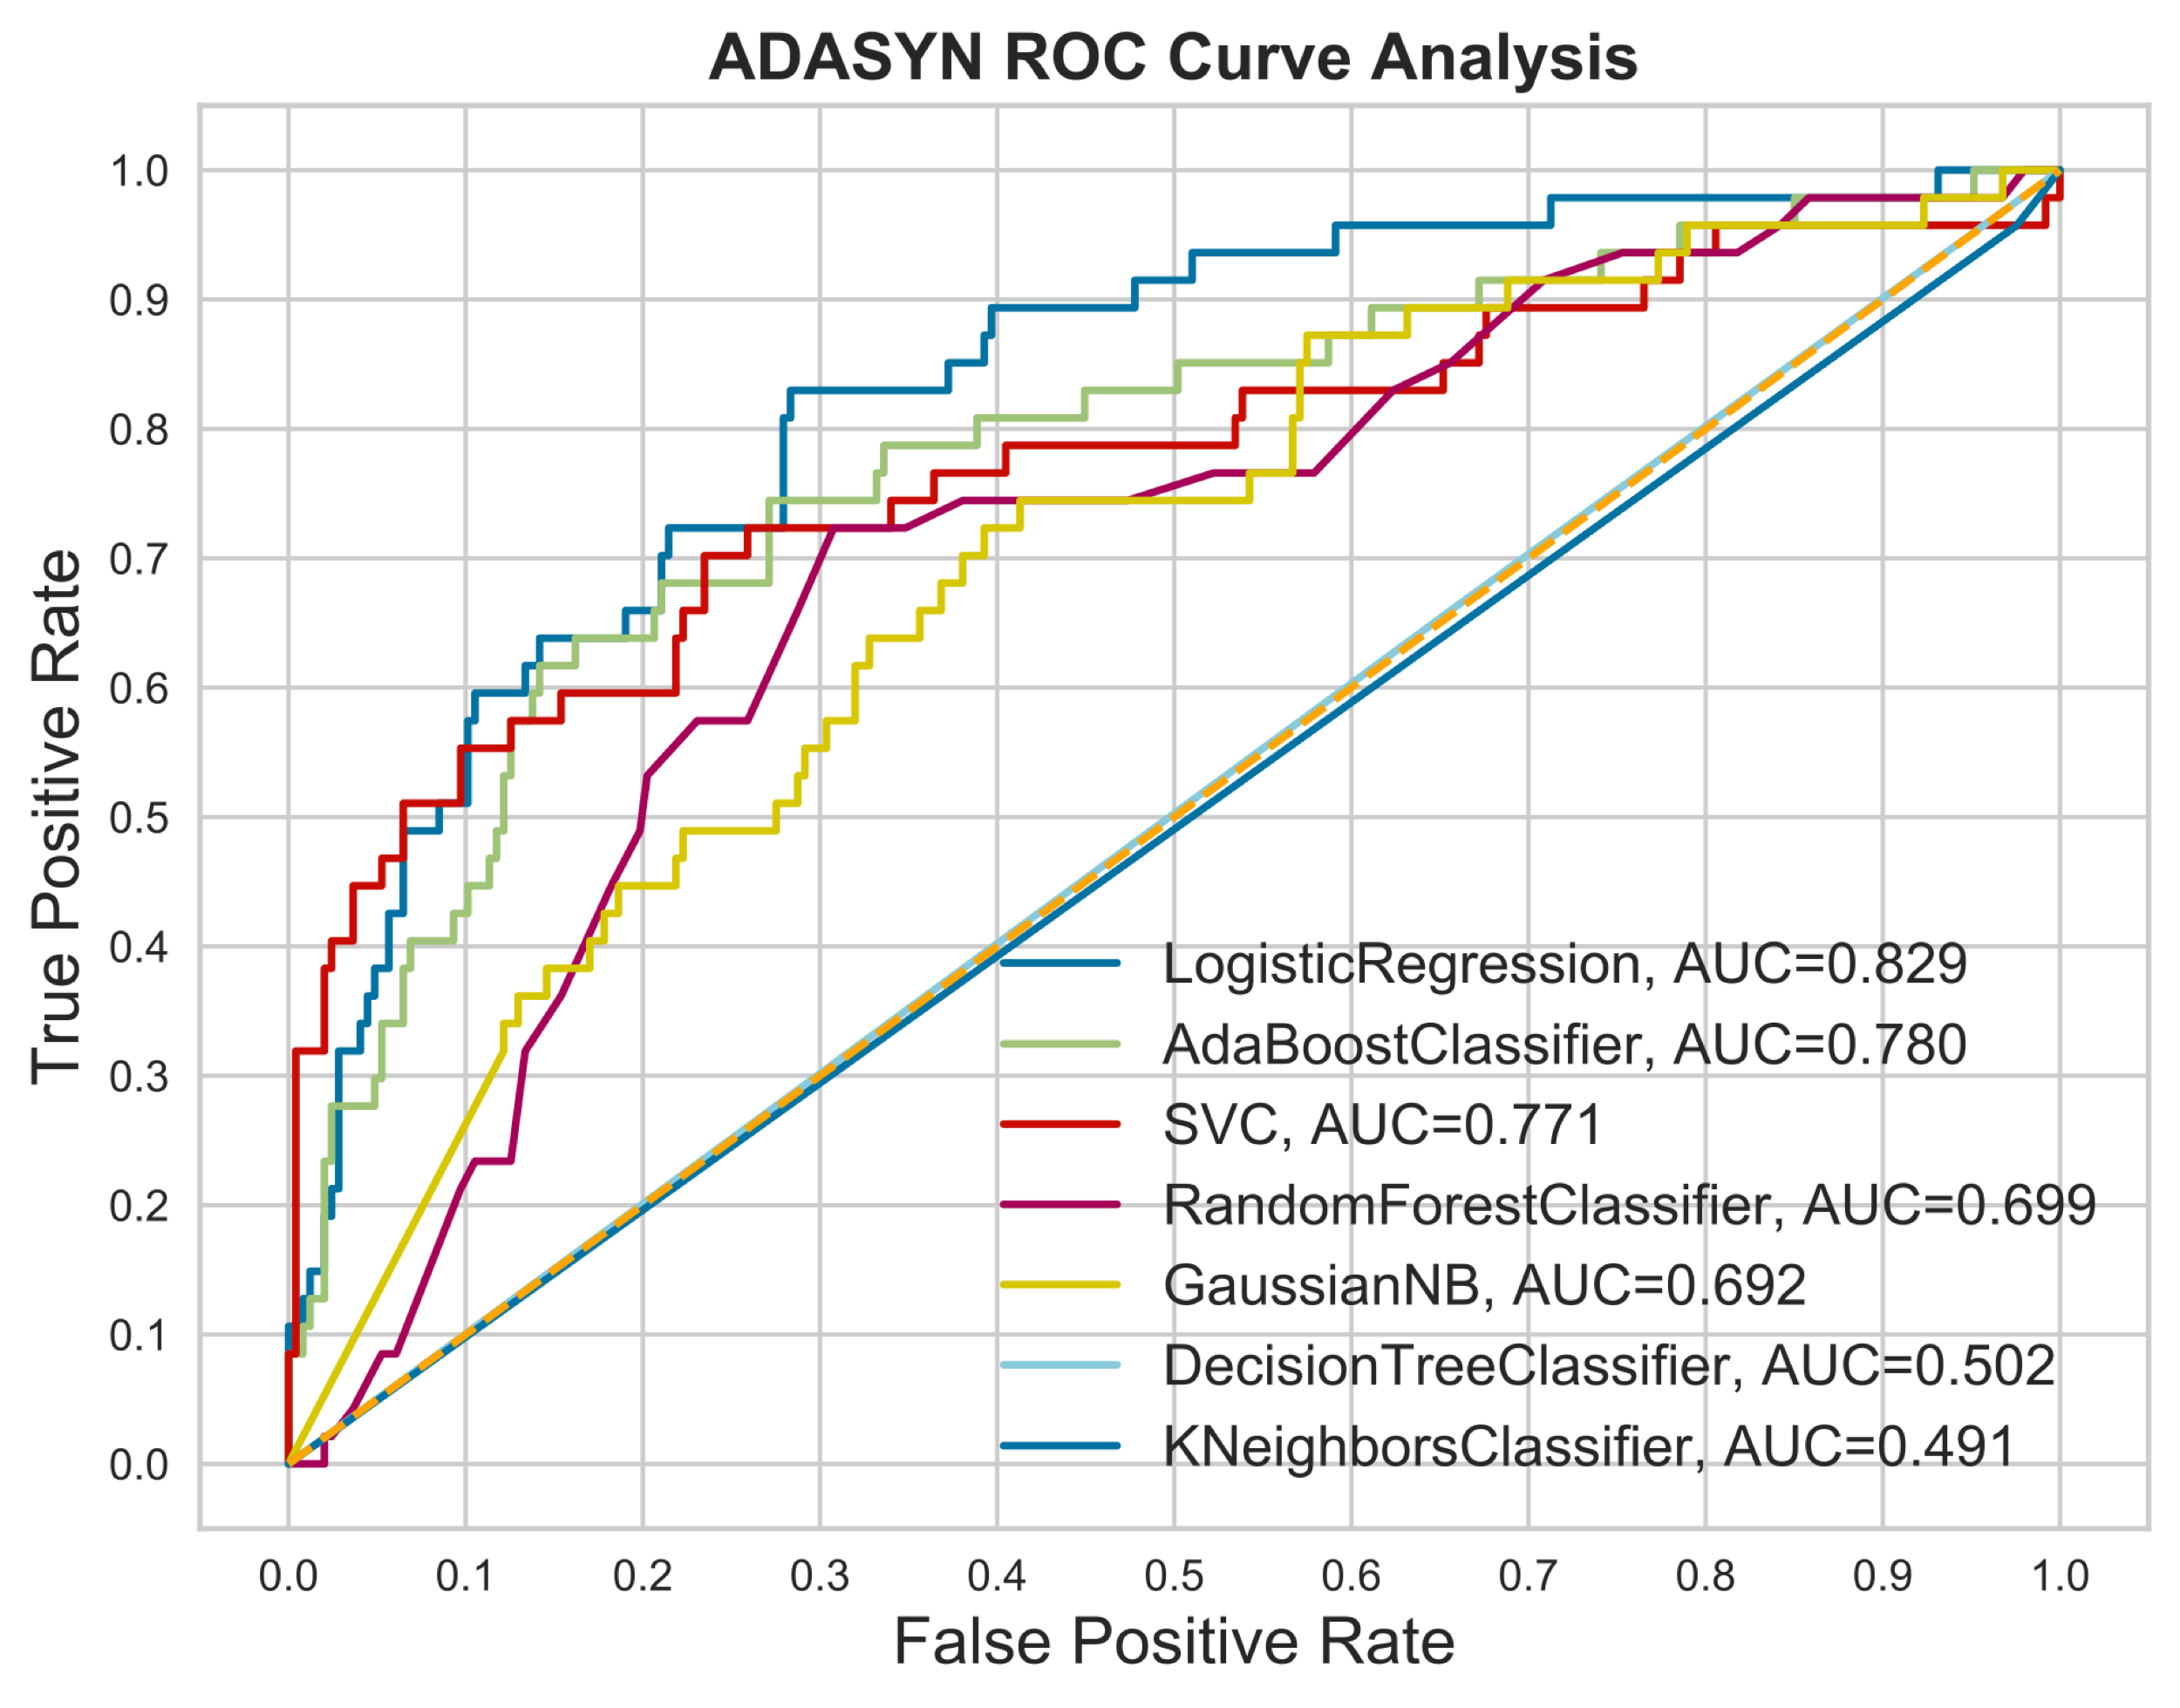 ADASYN ROC Curve Analysis
True Positive Rate
1.0
0.9
0.8
0.7
0.6
0.5
0.4
0.3
0.2
0.1
0.0
LogisticRegression, AUC=0.829
AdaBoostClassifier, AUC=0.780
SVC, AUC=0.771
RandomForestClassifier, AUC=0.699
GaussianNB, AUC=0.692
DecisionTreeClassifier, AUC=0.502
KNeighborsClassifier, AUC=0.491
0.0 0.1 0.2 0.3 0.4 0.5 0.6 0.7 0.8 0.9 1.0
False Positive Rate